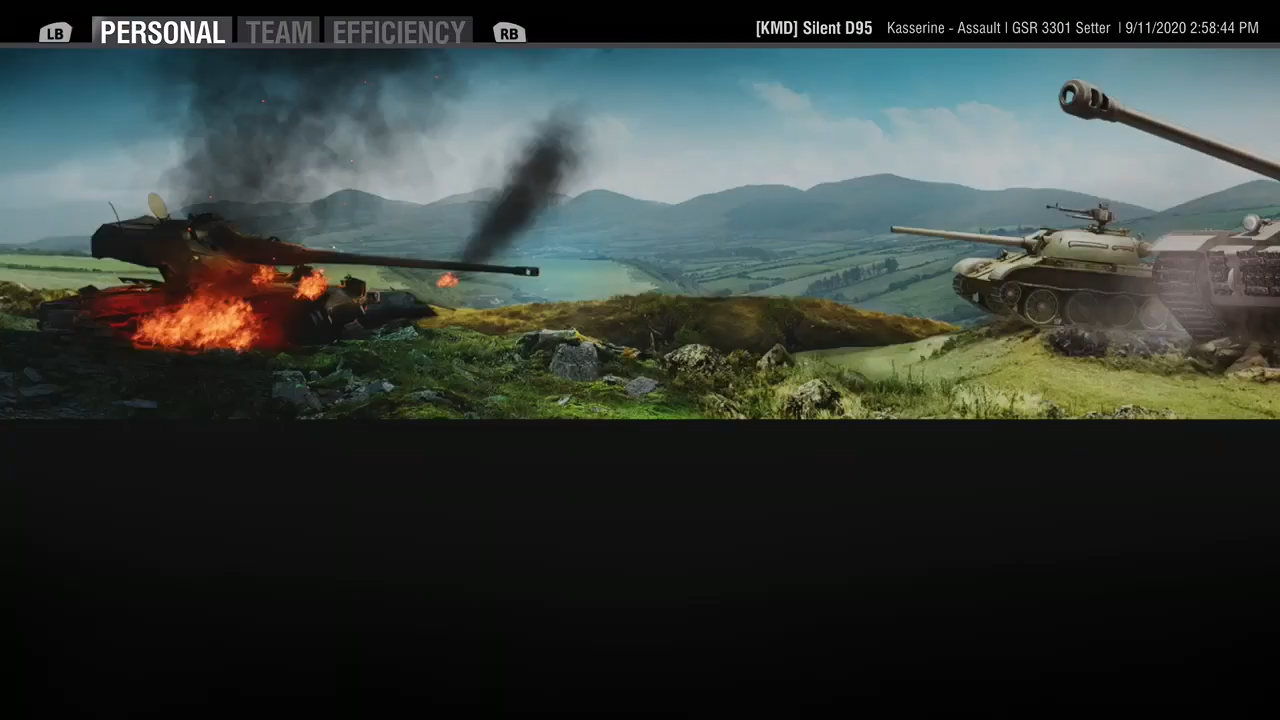 LB PERSONAL TEAM EFFICIENCY RB [KMD] Silent D95 Kasserine - Assault | GSR 3301 Setter | 9/11/2020 2:58:44 PM